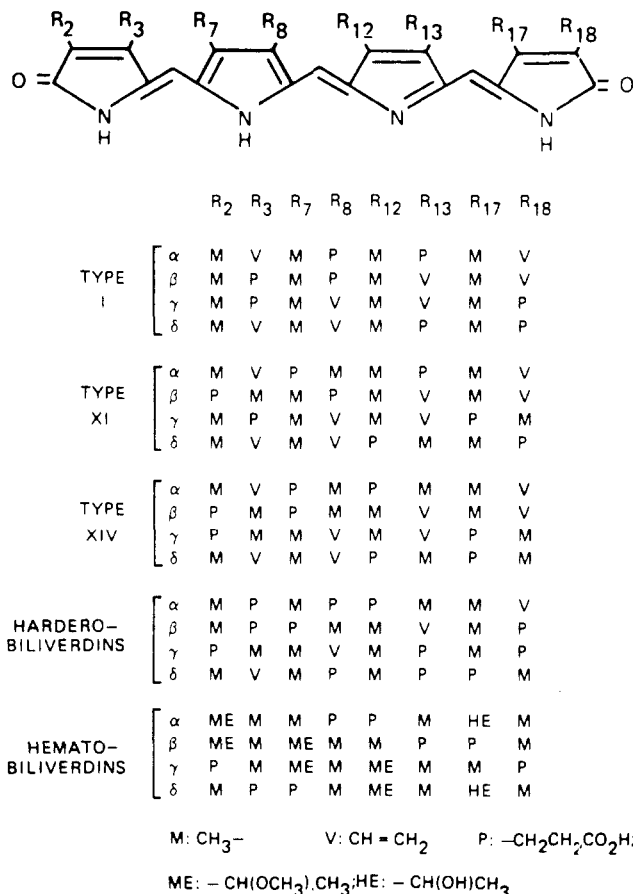 R2 R3 R7 R8 R12 R13 R17 R18
O N H N H N N H O
R2 R3 R7 R8 R12 R13 R17 R18
TYPE I
α M V M P M P M V
β M P M P M V M V
γ M P M V M V M P
δ M V M V M P M P
TYPE XI
α M V P M M P M V
β P M M P M V M V
γ M P M V M V P M
δ M V M V P M M P
TYPE XIV
α M V P M P M M V
β P M P M M V M V
γ P M M V M V P M
δ M V M V P M P M
HARDERO-
BILIVERDINS
α M P M P P M M V
β M P P M M V M P
γ P M M V M P M P
δ M V M P M P P M
HEMATO-
BILIVERDINS
α ME M M P P M HE M
β ME M ME M M P P M
γ P M ME M ME M M P
δ M P P M ME M HE M
M: CH3– V: CH=CH2 P: –CH2CH2CO2H;
ME: –CH(OCH3).CH3;HE: –CH(OH)CH3